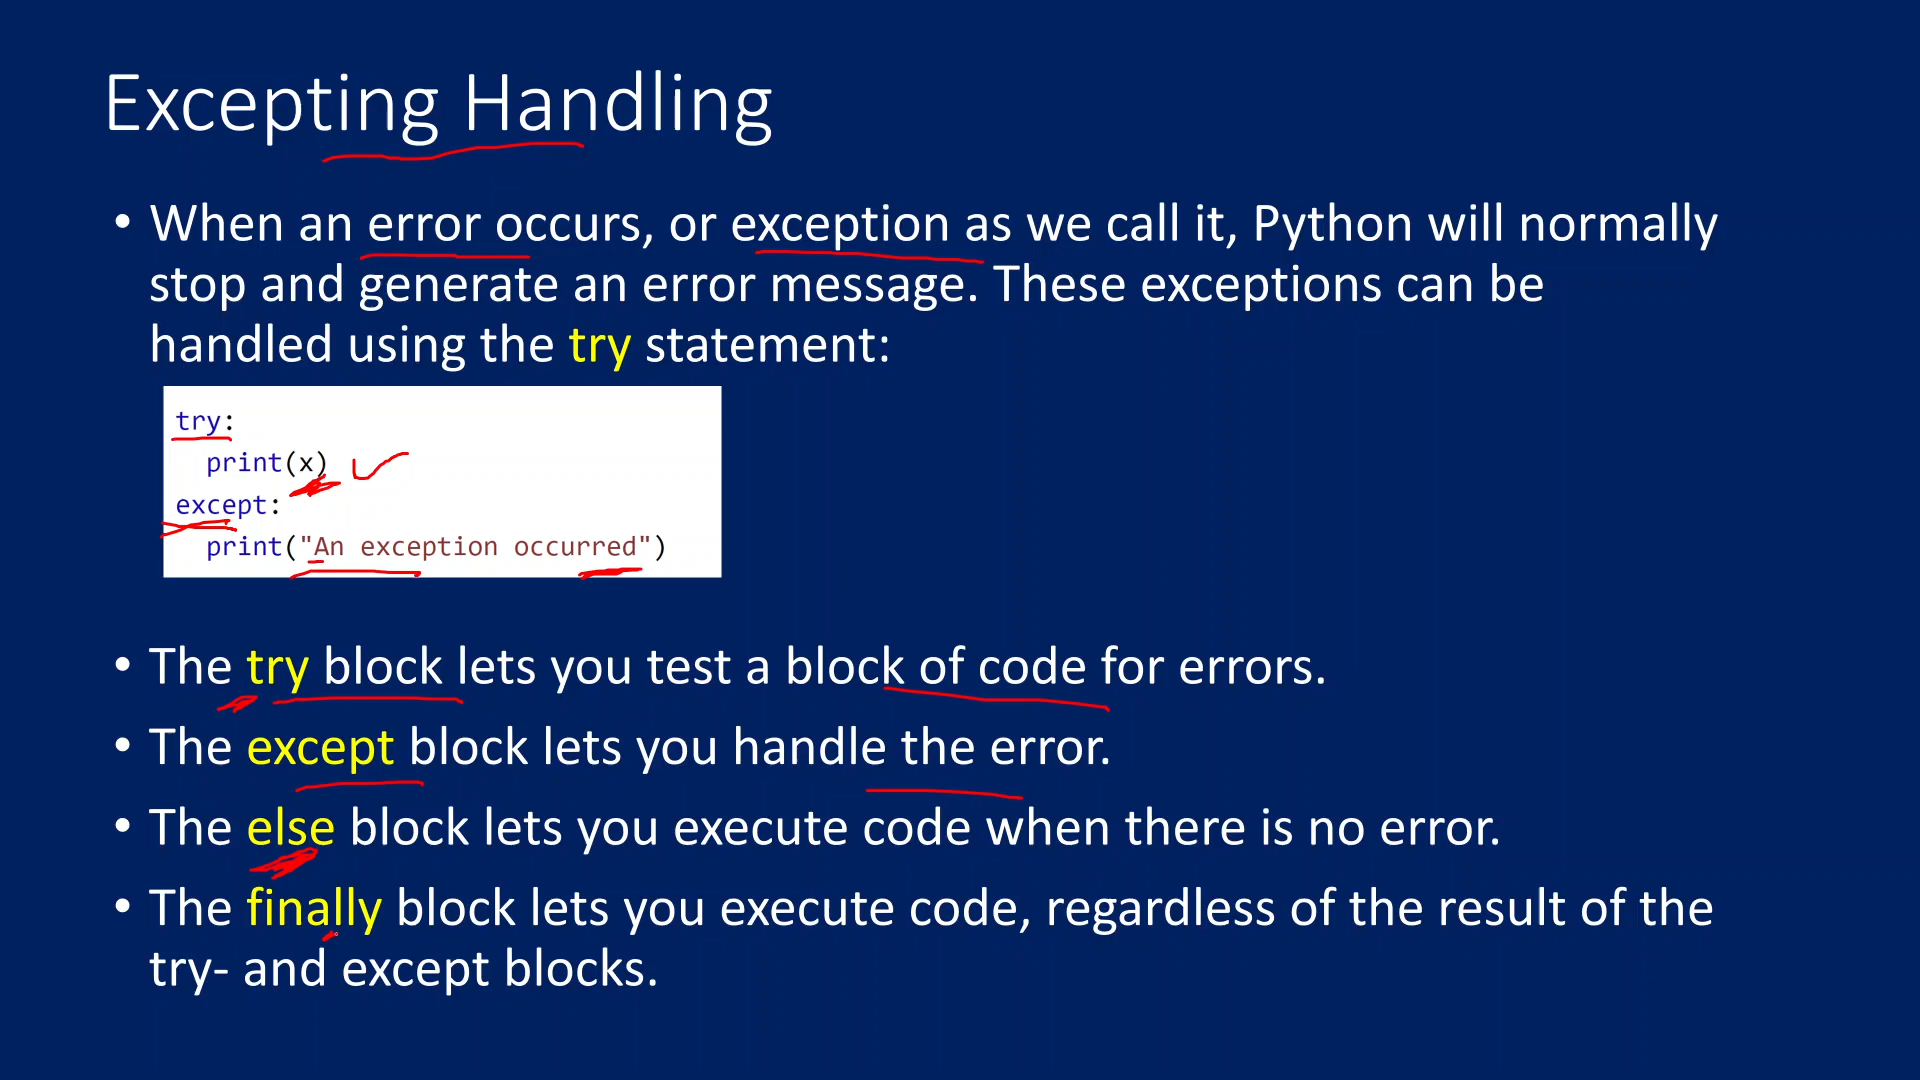 Excepting Handling
• When an error occurs, or exception as we call it, Python will normally
stop and generate an error message. These exceptions can be
handled using the try statement:
try:
  print(x)
except:
  print("An exception occurred")
• The try block lets you test a block of code for errors.
• The except block lets you handle the error.
• The else block lets you execute code when there is no error.
• The finally block lets you execute code, regardless of the result of the
try- and except blocks.